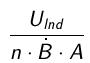 U_Ind
n · Ḃ · A